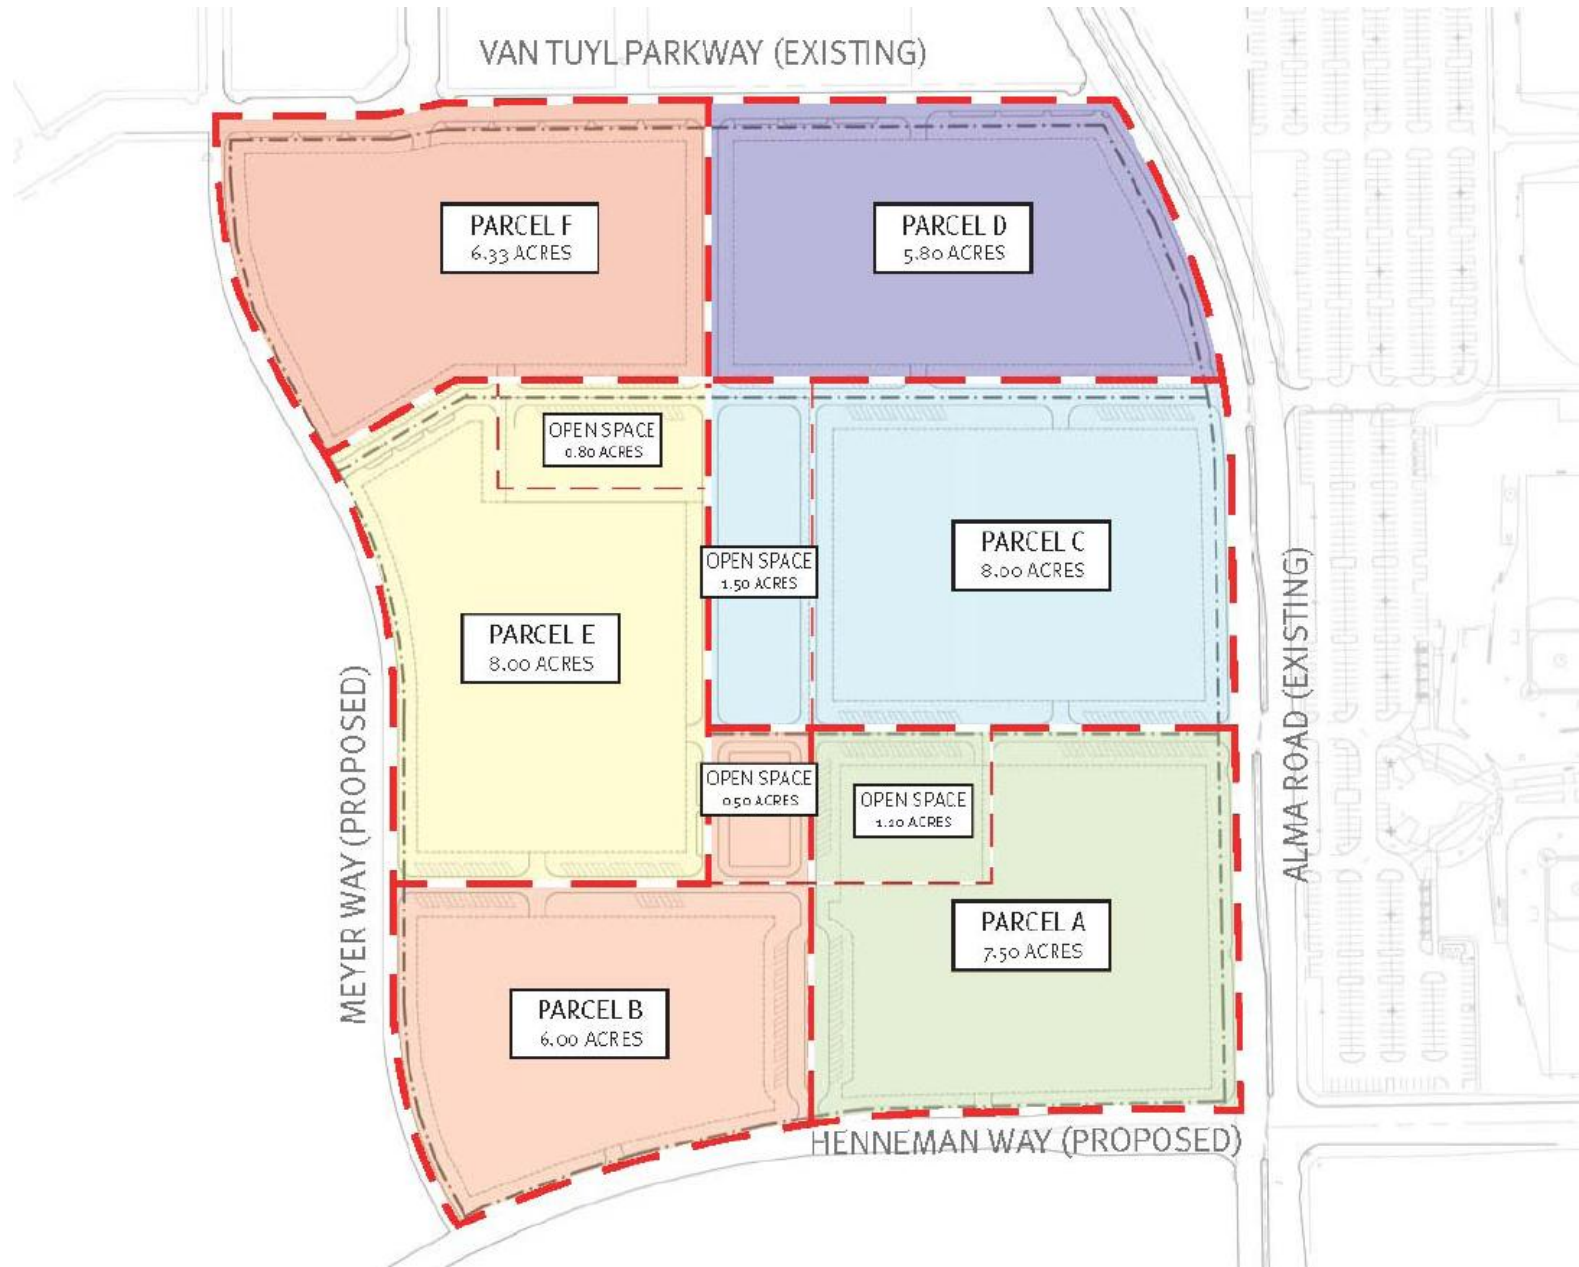 VAN TUYL PARKWAY (EXISTING)
PARCEL F
6.33 ACRES
PARCEL D
5.80 ACRES
OPEN SPACE
0.80 ACRES
OPEN SPACE
1.50 ACRES
PARCEL C
8.00 ACRES
PARCEL E
8.00 ACRES
OPEN SPACE
0.50 ACRES
OPEN SPACE
1.20 ACRES
PARCEL A
7.50 ACRES
PARCEL B
6.00 ACRES
MEYER WAY (PROPOSED)
ALMA ROAD (EXISTING)
HENNEMAN WAY (PROPOSED)